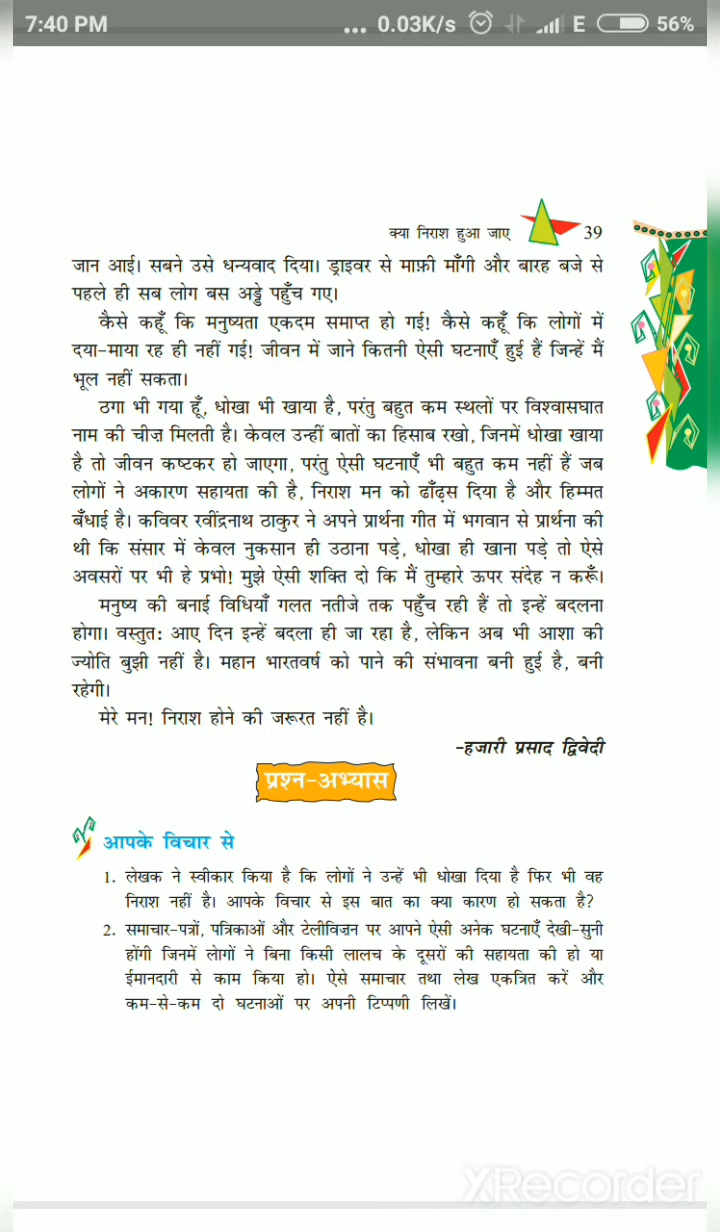 7:40 PM ... 0.03K/s E 56%
क्या निराश हुआ जाए 39
जान आई। सबने उसे धन्यवाद दिया। ड्राइवर से माफ़ी माँगी और बारह बजे से
पहले ही सब लोग बस अड्डे पहुँच गए।
कैसे कहूँ कि मनुष्यता एकदम समाप्त हो गई! कैसे कहूँ कि लोगों में
दया-माया रह ही नहीं गई! जीवन में जाने कितनी ऐसी घटनाएँ हुई हैं जिन्हें मैं
भूल नहीं सकता।
ठगा भी गया हूँ, धोखा भी खाया है, परंतु बहुत कम स्थलों पर विश्वासघात
नाम की चीज़ मिलती है। केवल उन्हीं बातों का हिसाब रखो, जिनमें धोखा खाया
है तो जीवन कष्टकर हो जाएगा, परंतु ऐसी घटनाएँ भी बहुत कम नहीं हैं जब
लोगों ने अकारण सहायता की है, निराश मन को ढाँढ़स दिया है और हिम्मत
बँधाई है। कविवर रवींद्रनाथ ठाकुर ने अपने प्रार्थना गीत में भगवान से प्रार्थना की
थी कि संसार में केवल नुकसान ही उठाना पड़े, धोखा ही खाना पड़े तो ऐसे
अवसरों पर भी हे प्रभो! मुझे ऐसी शक्ति दो कि मैं तुम्हारे ऊपर संदेह न करूँ।
मनुष्य की बनाई विधियाँ गलत नतीजे तक पहुँच रही हैं तो इन्हें बदलना
होगा। वस्तुत: आए दिन इन्हें बदला ही जा रहा है, लेकिन अब भी आशा की
ज्योति बुझी नहीं है। महान भारतवर्ष को पाने की संभावना बनी हुई है, बनी
रहेगी।
मेरे मन! निराश होने की ज़रूरत नहीं है।
-हजारी प्रसाद द्विवेदी
प्रश्न-अभ्यास
आपके विचार से
1. लेखक ने स्वीकार किया है कि लोगों ने उन्हें भी धोखा दिया है फिर भी वह
निराश नहीं है। आपके विचार से इस बात का क्या कारण हो सकता है?
2. समाचार-पत्रों, पत्रिकाओं और टेलीविज़न पर आपने ऐसी अनेक घटनाएँ देखी-सुनी
होंगी जिनमें लोगों ने बिना किसी लालच के दूसरों की सहायता की हो या
ईमानदारी से काम किया हो। ऐसे समाचार तथा लेख एकत्रित करें और
कम-से-कम दो घटनाओं पर अपनी टिप्पणी लिखें।
XRecorder